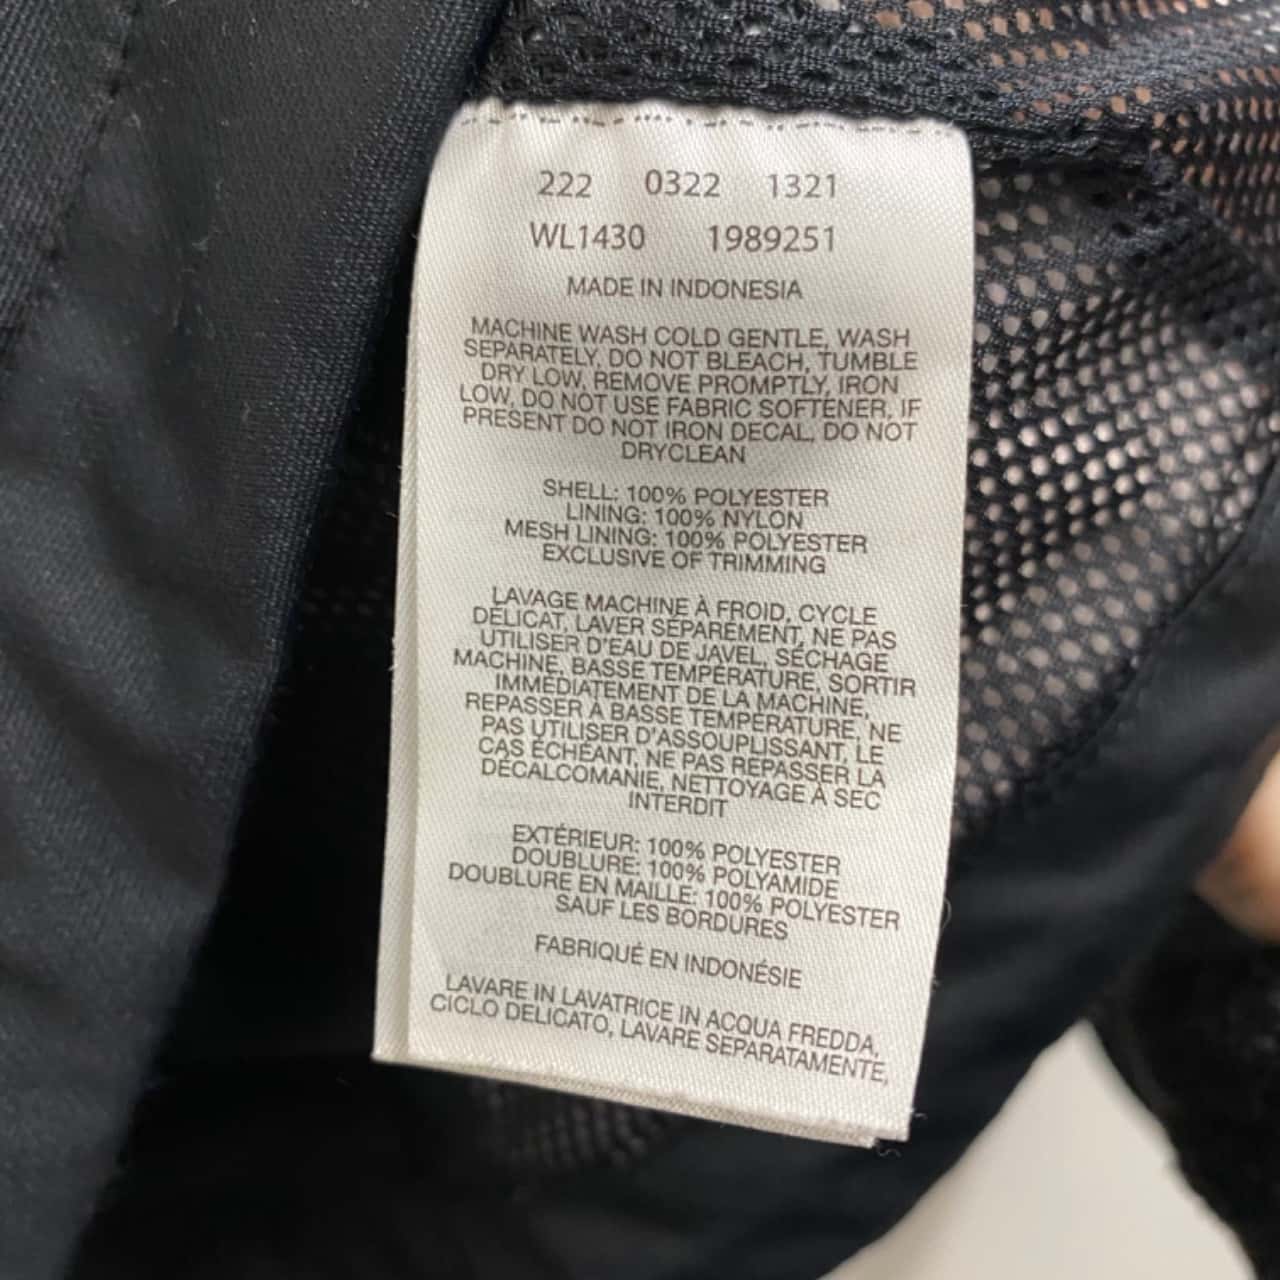 222 0322 1321
WL1430 1989251
MADE IN INDONESIA
MACHINE WASH COLD GENTLE, WASH
SEPARATELY, DO NOT BLEACH, TUMBLE
DRY LOW, REMOVE PROMPTLY, IRON
LOW, DO NOT USE FABRIC SOFTENER, IF
PRESENT DO NOT IRON DECAL, DO NOT
DRYCLEAN
SHELL: 100% POLYESTER
LINING: 100% NYLON
MESH LINING: 100% POLYESTER
EXCLUSIVE OF TRIMMING
LAVAGE MACHINE À FROID, CYCLE
DÉLICAT, LAVER SÉPARÉMENT, NE PAS
UTILISER D'EAU DE JAVEL, SÉCHAGE
MACHINE, BASSE TEMPÉRATURE, SORTIR
IMMÉDIATEMENT DE LA MACHINE,
REPASSER À BASSE TEMPÉRATURE, NE
PAS UTILISER D'ASSOUPLISSANT, LE
CAS ÉCHÉANT, NE PAS REPASSER LA
DÉCALCOMANIE, NETTOYAGE À SEC
INTERDIT
EXTÉRIEUR: 100% POLYESTER
DOUBLURE: 100% POLYAMIDE
DOUBLURE EN MAILLE: 100% POLYESTER
SAUF LES BORDURES
FABRIQUÉ EN INDONÉSIE
LAVARE IN LAVATRICE IN ACQUA FREDDA,
CICLO DELICATO, LAVARE SEPARATAMENTE,